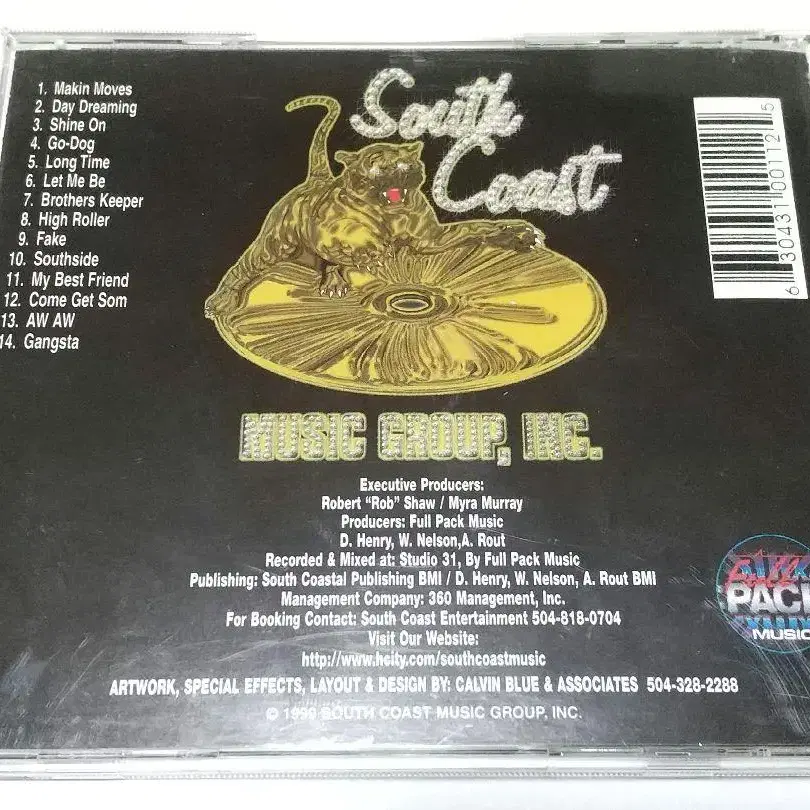 1. Makin Moves
2. Day Dreaming
3. Shine On
4. Go-Dog
5. Long Time
6. Let Me Be
7. Brothers Keeper
8. High Roller
9. Fake
10. Southside
11. My Best Friend
12. Come Get Som
13. AW AW
14. Gangsta
South
Coast
MUSIC GROUP, INC.
6 30431 00112 5
Executive Producers:
Robert “Rob” Shaw / Myra Murray
Producers: Full Pack Music
D. Henry, W. Nelson,A. Rout
Recorded & Mixed at: Studio 31, By Full Pack Music
Publishing: South Coastal Publishing BMI / D. Henry, W. Nelson, A. Rout BMI
Management Company: 360 Management, Inc.
For Booking Contact: South Coast Entertainment 504-818-0704
Visit Our Website:
http://www.hcity.com/southcoastmusic
ARTWORK, SPECIAL EFFECTS, LAYOUT & DESIGN BY: CALVIN BLUE & ASSOCIATES 504-328-2288
© 1999 SOUTH COAST MUSIC GROUP, INC.
Full
PACK
MUSIC